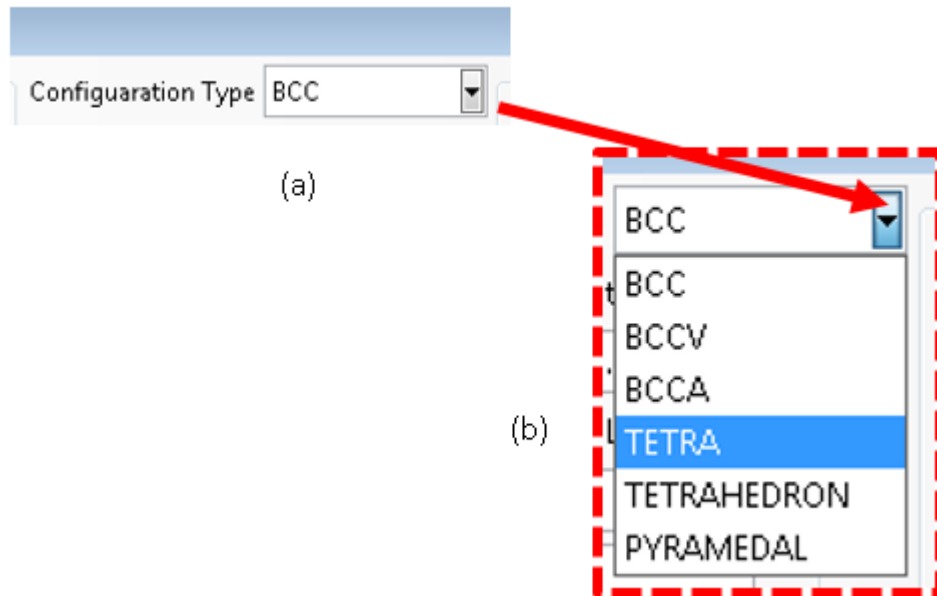 Configuaration Type BCC
(a)
BCC
BCC
BCCV
BCCA
(b)
TETRA
TETRAHEDRON
PYRAMEDAL